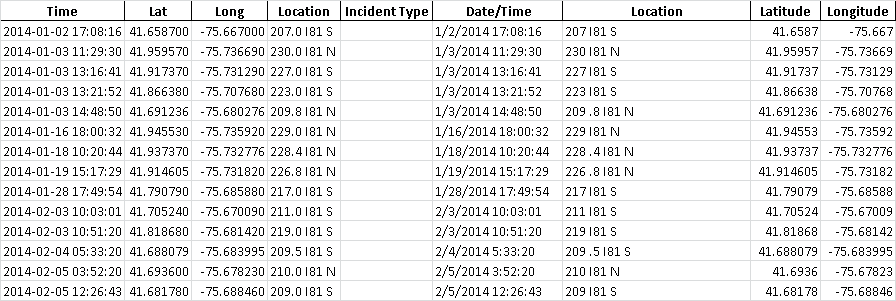 Time Lat Long Location Incident Type Date/Time Location Latitude Longitude
2014-01-02 17:08:16 41.658700 -75.667000 207.0 I81 S 1/2/2014 17:08:16 207 I81 S 41.6587 -75.667
2014-01-03 11:29:30 41.959570 -75.736690 230.0 I81 N 1/3/2014 11:29:30 230 I81 N 41.95957 -75.73669
2014-01-03 13:16:41 41.917370 -75.731290 227.0 I81 S 1/3/2014 13:16:41 227 I81 S 41.91737 -75.73129
2014-01-03 13:21:52 41.866380 -75.707680 223.0 I81 S 1/3/2014 13:21:52 223 I81 S 41.86638 -75.70768
2014-01-03 14:48:50 41.691236 -75.680276 209.8 I81 N 1/3/2014 14:48:50 209 .8 I81 N 41.691236 -75.680276
2014-01-16 18:00:32 41.945530 -75.735920 229.0 I81 N 1/16/2014 18:00:32 229 I81 N 41.94553 -75.73592
2014-01-18 10:20:44 41.937370 -75.732776 228.4 I81 N 1/18/2014 10:20:44 228 .4 I81 N 41.93737 -75.732776
2014-01-19 15:17:29 41.914605 -75.731820 226.8 I81 N 1/19/2014 15:17:29 226 .8 I81 N 41.914605 -75.73182
2014-01-28 17:49:54 41.790790 -75.685880 217.0 I81 S 1/28/2014 17:49:54 217 I81 S 41.79079 -75.68588
2014-02-03 10:03:01 41.705240 -75.670090 211.0 I81 S 2/3/2014 10:03:01 211 I81 S 41.70524 -75.67009
2014-02-03 10:51:20 41.818680 -75.681420 219.0 I81 S 2/3/2014 10:51:20 219 I81 S 41.81868 -75.68142
2014-02-04 05:33:20 41.688079 -75.683995 209.5 I81 S 2/4/2014 5:33:20 209 .5 I81 S 41.688079 -75.683995
2014-02-05 03:52:20 41.693600 -75.678230 210.0 I81 N 2/5/2014 3:52:20 210 I81 N 41.6936 -75.67823
2014-02-05 12:26:43 41.681780 -75.688460 209.0 I81 S 2/5/2014 12:26:43 209 I81 S 41.68178 -75.68846